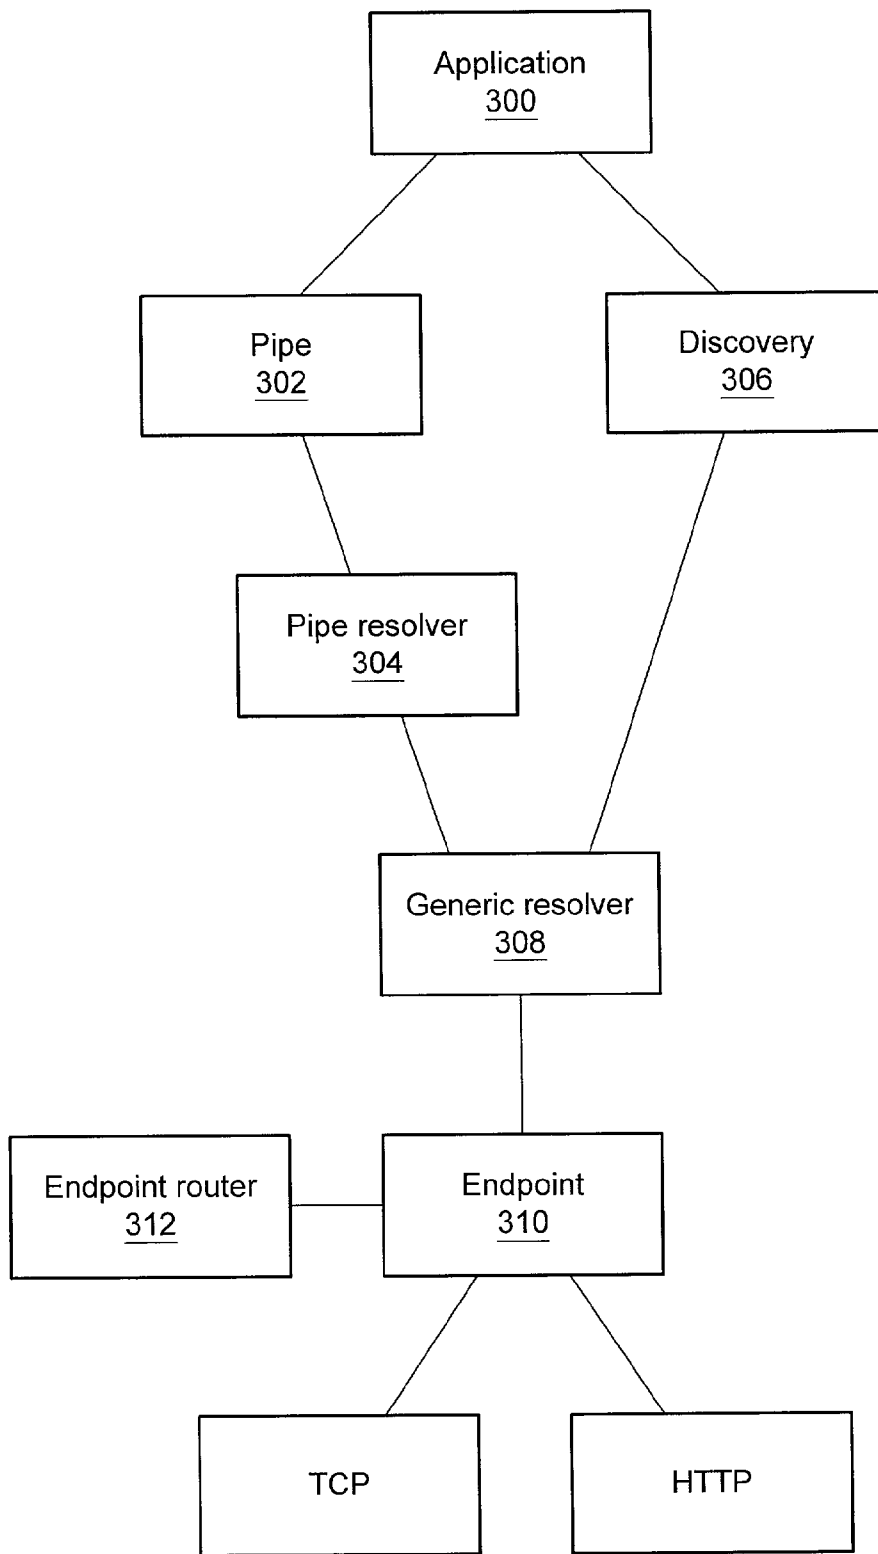 Application
300
Pipe
302
Discovery
306
Pipe resolver
304
Generic resolver
308
Endpoint router
312
Endpoint
310
TCP
HTTP